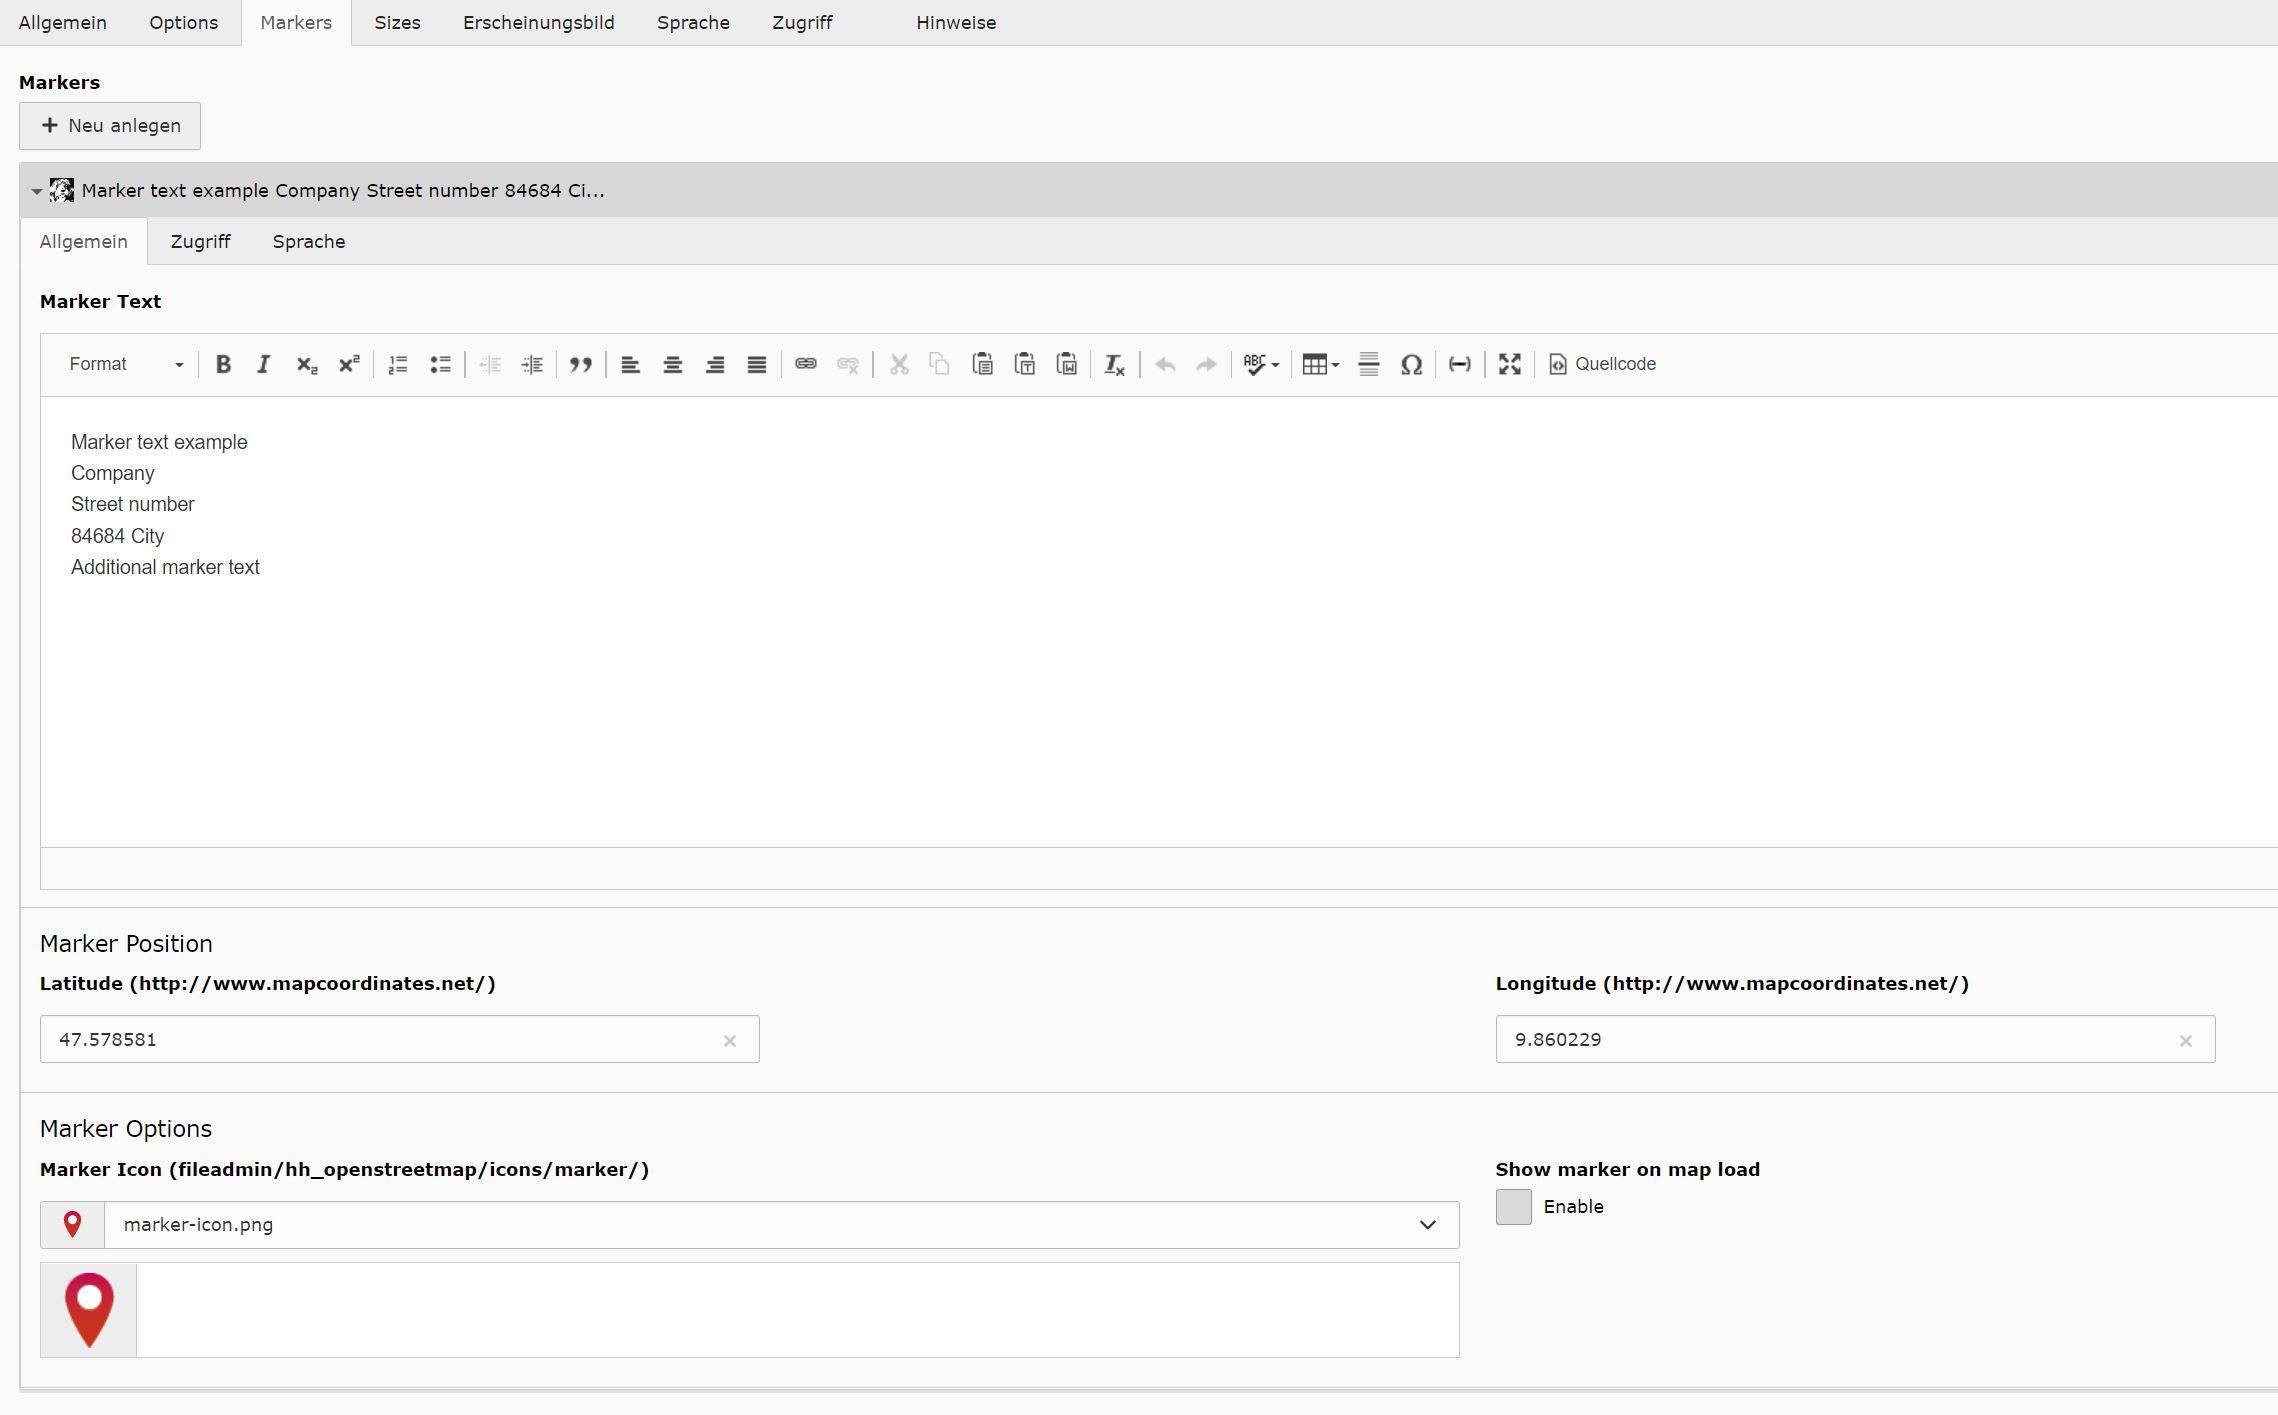 Allgemein Options Markers Sizes Erscheinungsbild Sprache Zugriff Hinweise
Markers
+ Neu anlegen
Marker text example Company Street number 84684 Ci...
Allgemein Zugriff Sprache
Marker Text
Format Quellcode
Marker text example
Company
Street number
84684 City
Additional marker text
Marker Position
Latitude (http://www.mapcoordinates.net/) Longitude (http://www.mapcoordinates.net/)
47.578581 9.860229
Marker Options
Marker Icon (fileadmin/hh_openstreetmap/icons/marker/) Show marker on map load
marker-icon.png Enable